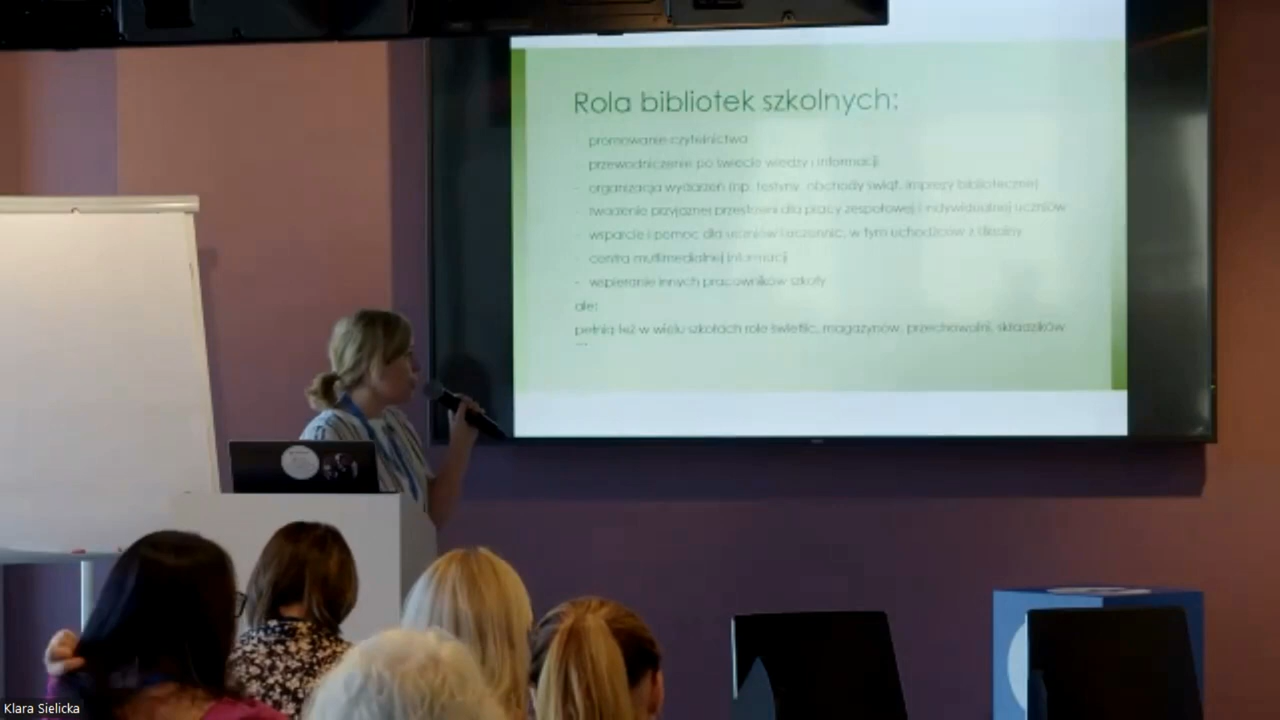 Rola bibliotek szkolnych:
promowanie czytelnictwa
przewodniczenie po świecie wiedzy i informacji
- organizacja wydarzeń (np. festyny, obchody świąt, imprezy biblioteczne)
- tworzenie przyjaznej przestrzeni dla pracy zespołowej i indywidualnej uczniów
- wsparcie i pomoc dla uczniów i uczennic, w tym uchodźców z Ukrainy
- centra multimedialnej informacji
- wspieranie innych pracowników szkoły
ale:
pełnią też w wielu szkołach role świetlic, magazynów, przechowalni, składzików
...
Klara Sielicka